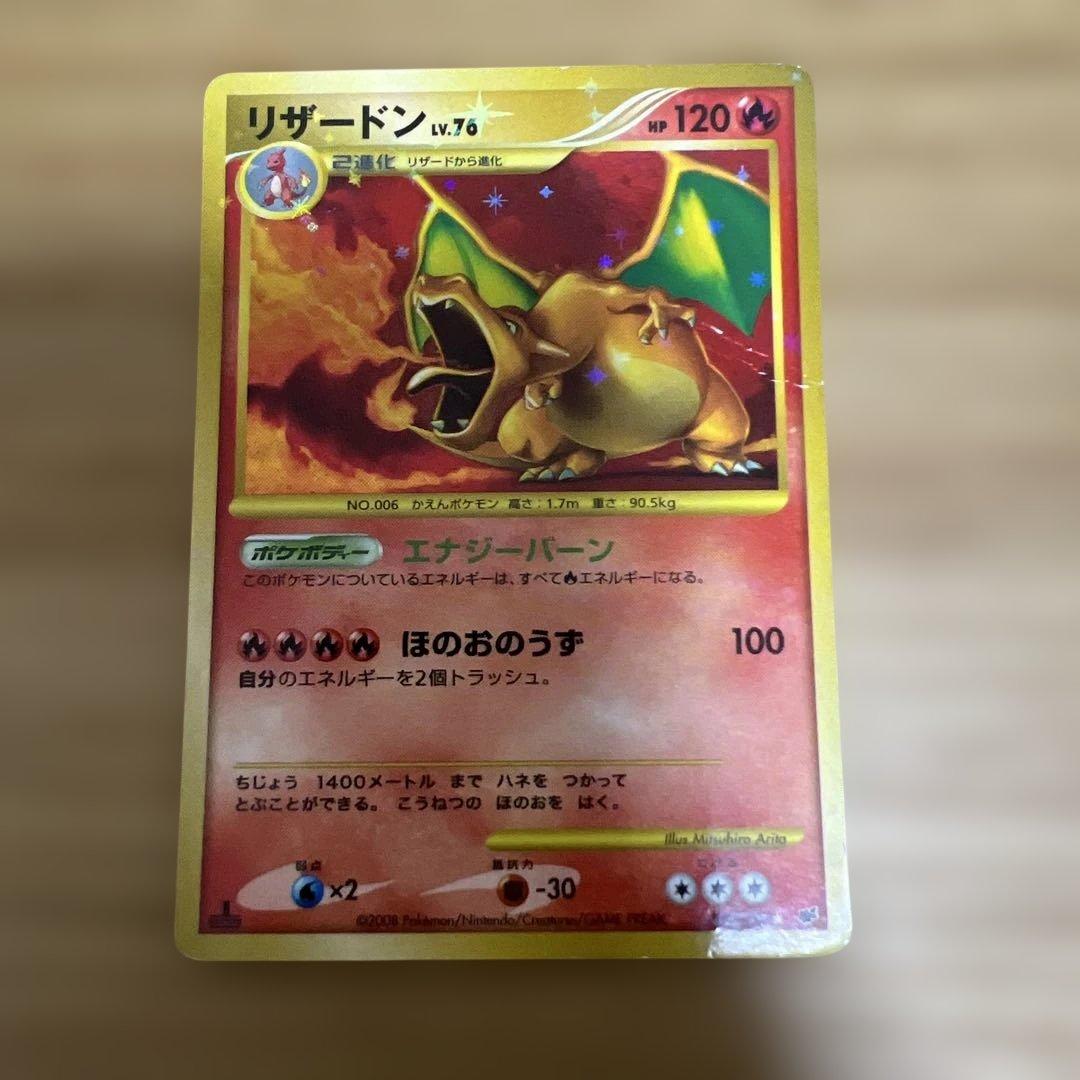 リザードン LV.76 HP 120
2進化 リザードから進化
NO.006 かえんポケモン 高さ:1.7m 重さ:90.5kg
ポケボディー エナジーバーン
このポケモンについているエネルギーは、すべてエネルギーになる。
ほのおのうず 100
自分のエネルギーを2個トラッシュ。
ちじょう 1400メートル まで ハネを つかって
とぶことができる。 こうねつの ほのおを はく。
Illus. Mitsuhiro Arita
弱点 抵抗力 にげる
×2 -30
©2008 Pokémon/Nintendo/Creatures/GAME FREAK